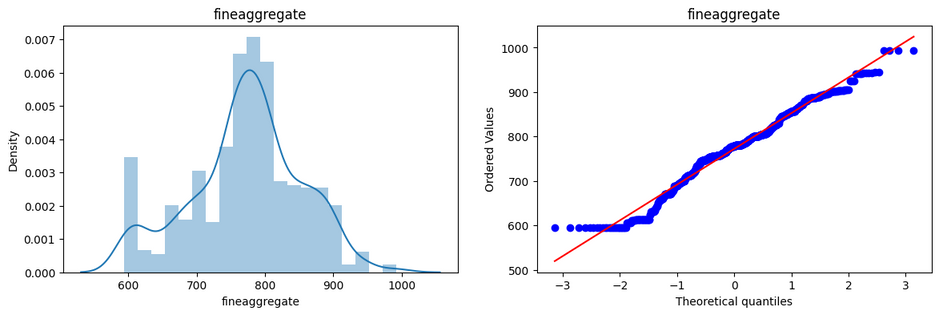 fineaggregate
Density
0.007
0.006
0.005
0.004
0.003
0.002
0.001
0.000
600 700 800 900 1000
fineaggregate
fineaggregate
Ordered Values
1000
900
800
700
600
500
−3 −2 −1 0 1 2 3
Theoretical quantiles